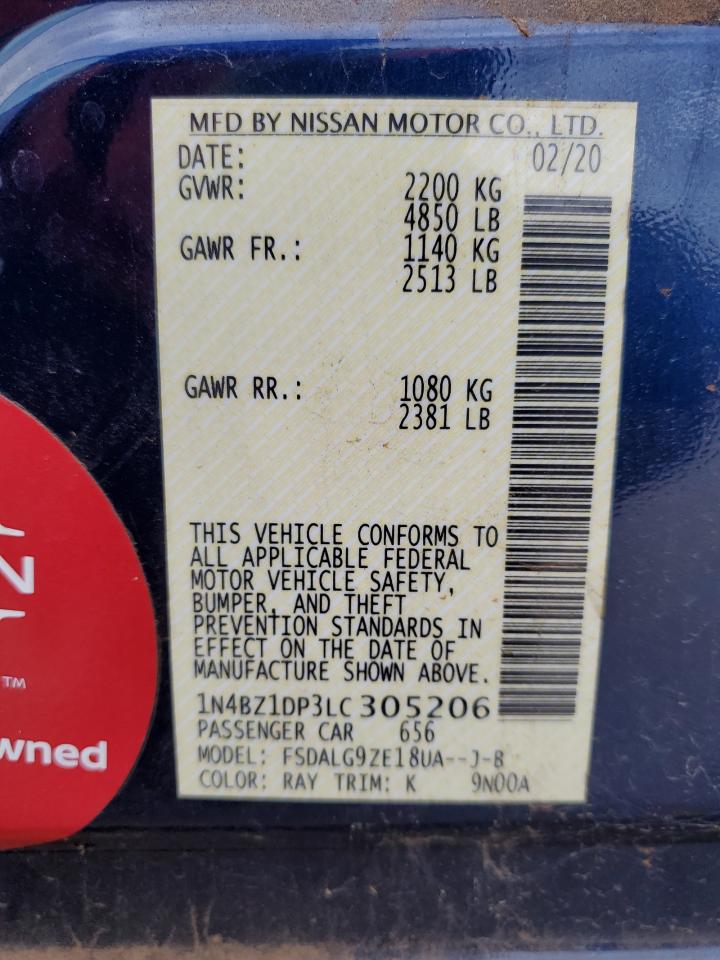 MFD BY NISSAN MOTOR CO., LTD.
DATE: 02/20
GVWR: 2200 KG
4850 LB
GAWR FR.: 1140 KG
2513 LB
GAWR RR.: 1080 KG
2381 LB
THIS VEHICLE CONFORMS TO
ALL APPLICABLE FEDERAL
MOTOR VEHICLE SAFETY,
BUMPER, AND THEFT
PREVENTION STANDARDS IN
EFFECT ON THE DATE OF
MANUFACTURE SHOWN ABOVE.
1N4BZ1DP3LC 305206
PASSENGER CAR 656
MODEL: FSDALG9ZE18UA--J-B
COLOR: RAY TRIM: K 9N00A
TM